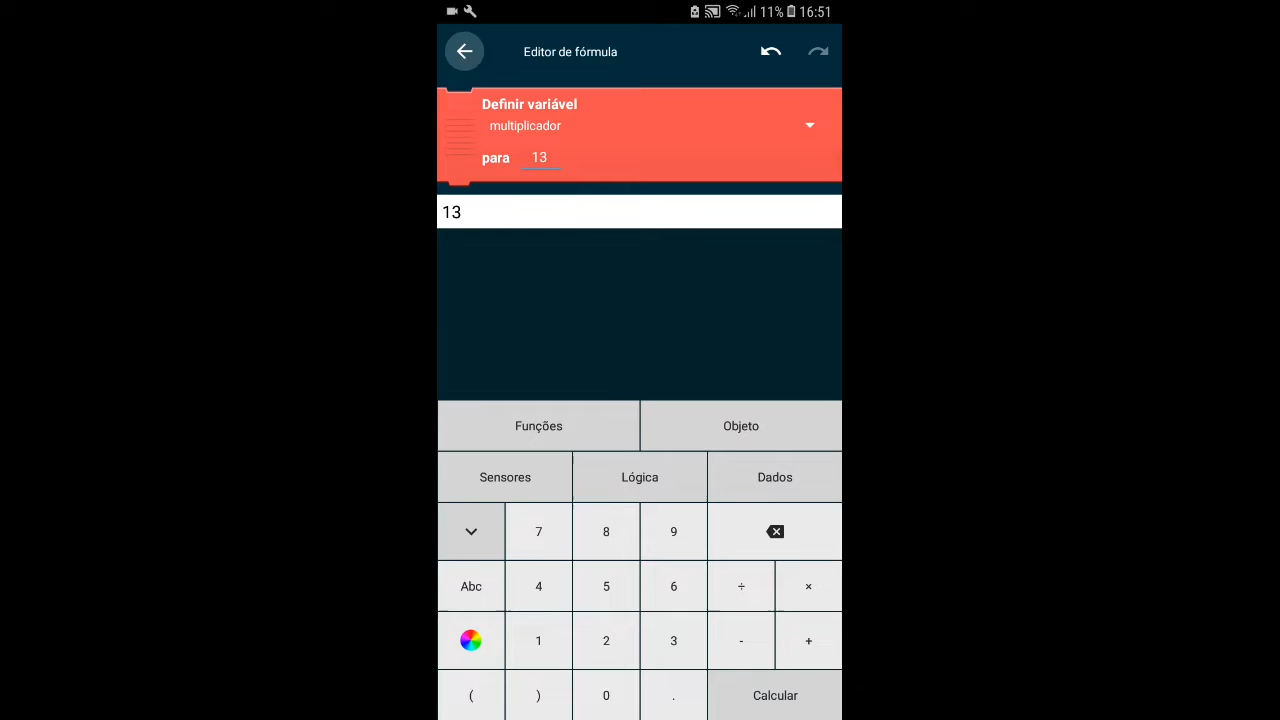 11% 16:51
Editor de fórmula
Definir variável
multiplicador
para 13
13
Funções Objeto
Sensores Lógica Dados
7 8 9
Abc 4 5 6 ÷ ×
1 2 3 - +
( ) 0 . Calcular